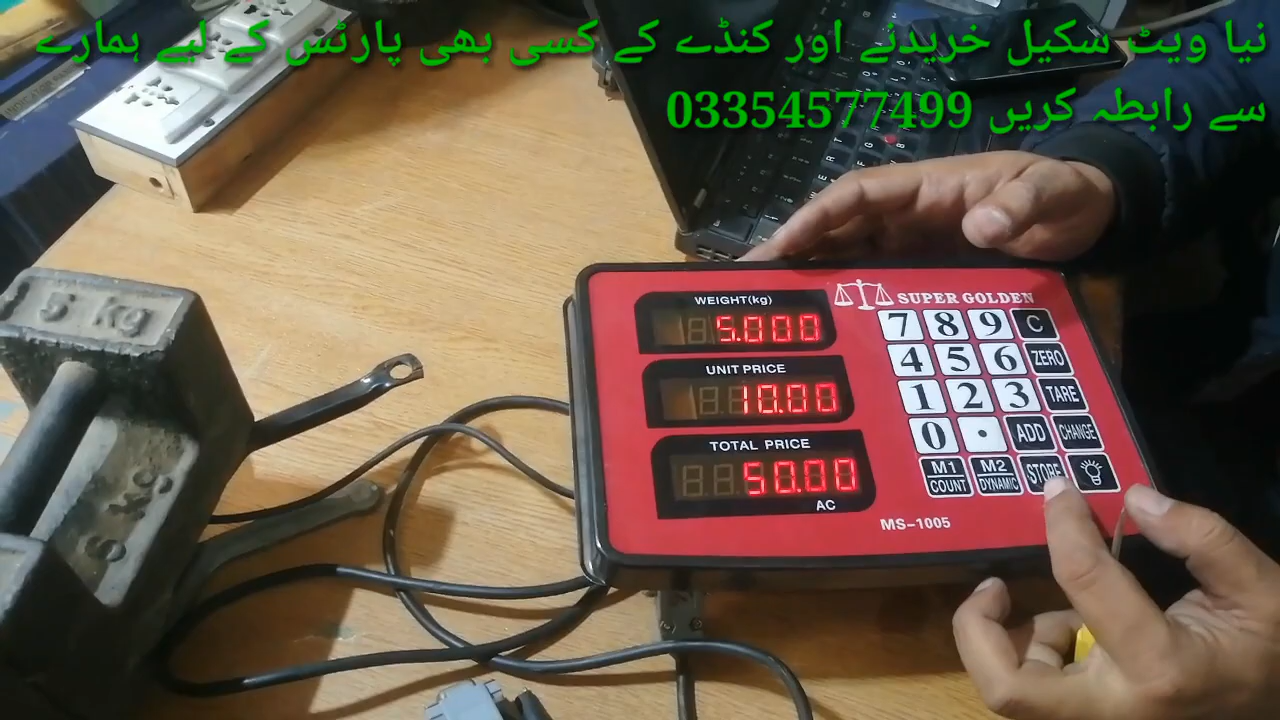 نیا ویٹ سکیل خریدنے اور کنڈے کے کسی بھی پارٹس کے لیے ہمارے
سے رابطہ کریں 03354577499
5 kg
5 kg
SUPER GOLDEN
WEIGHT(kg)
5.000
UNIT PRICE
10.00
TOTAL PRICE
50.00
AC
7 8 9 C
4 5 6 ZERO
1 2 3 TARE
0 . ADD CHANGE
M1 COUNT M2 DYNAMIC STORE
MS-1005